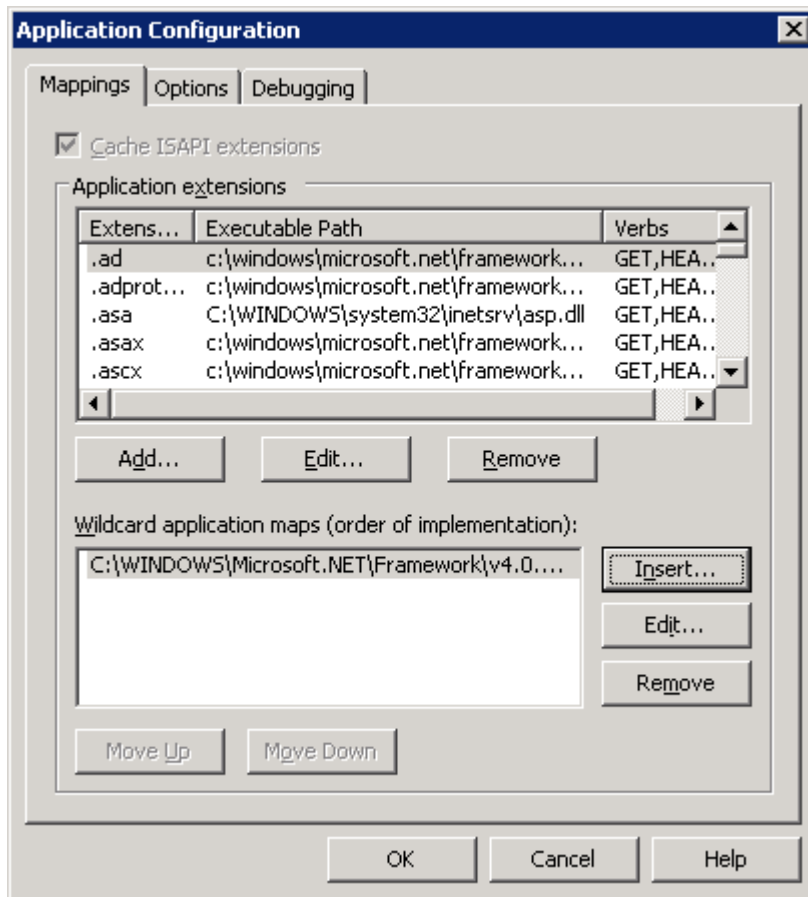 Application Configuration
Mappings Options Debugging
Cache ISAPI extensions
Application extensions
Extens... Executable Path Verbs
.ad c:\windows\microsoft.net\framework... GET,HEA..
.adprot... c:\windows\microsoft.net\framework... GET,HEA..
.asa C:\WINDOWS\system32\inetsrv\asp.dll GET,HEA..
.asax c:\windows\microsoft.net\framework... GET,HEA..
.ascx c:\windows\microsoft.net\framework... GET,HEA..
Add... Edit... Remove
Wildcard application maps (order of implementation):
C:\WINDOWS\Microsoft.NET\Framework\v4.0....
Insert...
Edit...
Remove
Move Up Move Down
OK Cancel Help